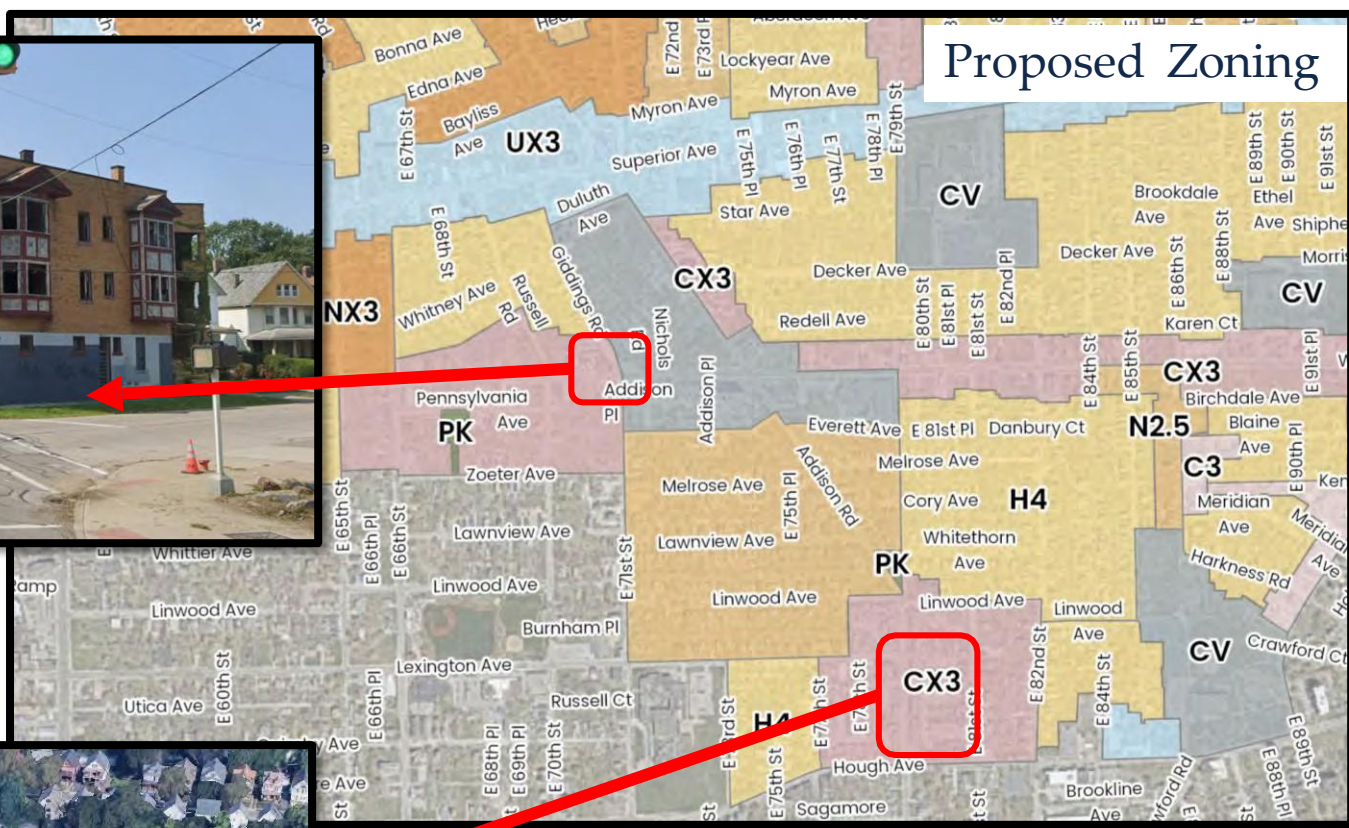 Proposed Zoning
Bonna Ave
Edna Ave
Bayliss
Ave
E 67th St
UX3
E 72nd
E 73rd
Lockyear Ave
Myron Ave
Myron Ave
Superior Ave
E 75th Pl
E 76th Pl
E 77th St
E 78th Pl
E 79th St
CV
E 89th St
E 90th St
E 91st St
Duluth
Ave
Star Ave
Brookdale
Ave
Ethel
Ave
E 68th St
Giddings Rd
CX3
Decker Ave
Decker Ave
E 86th St
E 88th St
CV
NX3
Whitney Ave
Russell
Rd
Nichols
Rd
Redell Ave
E 80th St
E 81st Pl
E 81st St
E 82nd Pl
Karen Ct
E 84th St
E 85th St
CX3
E 91st Pl
Addison
Pl
Pennsylvania
Ave
PK
Addison Pl
Birchdale Ave
Everett Ave
E 81st Pl
Danbury Ct
N2.5
Blaine
Ave
Zoeter Ave
Melrose Ave
Addison Rd
E 75th Pl
Melrose Ave
C3
E 90th Pl
E 65th St
E 66th Pl
E 66th St
Cory Ave
H4
Meridian
Ave
Lawnview Ave
Lawnview Ave
Whitethorn
Ave
Whittier Ave
PK
Harkness Rd
Linwood Ave
E 71st St
Linwood Ave
Linwood Ave
Linwood
Ave
Linwood Ave
Burnham Pl
E 82nd St
CV
Crawford Ct
Lexington Ave
CX3
Utica Ave
E 60th St
E 66th Pl
Russell Ct
E 84th St
H4
E 68th Pl
E 69th Pl
E 70th St
E 75th St
Hough Ave
E 89th St
E 88th Pl
Sagamore
Brookline
Ave